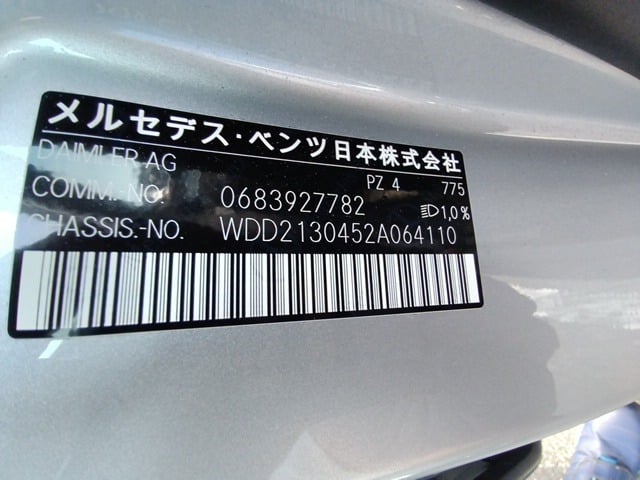 メルセデス・ベンツ日本株式会社
DAIMLER AG PZ 4 775
COMM.-NO. 0683927782 1,0%
CHASSIS.-NO. WDD2130452A064110